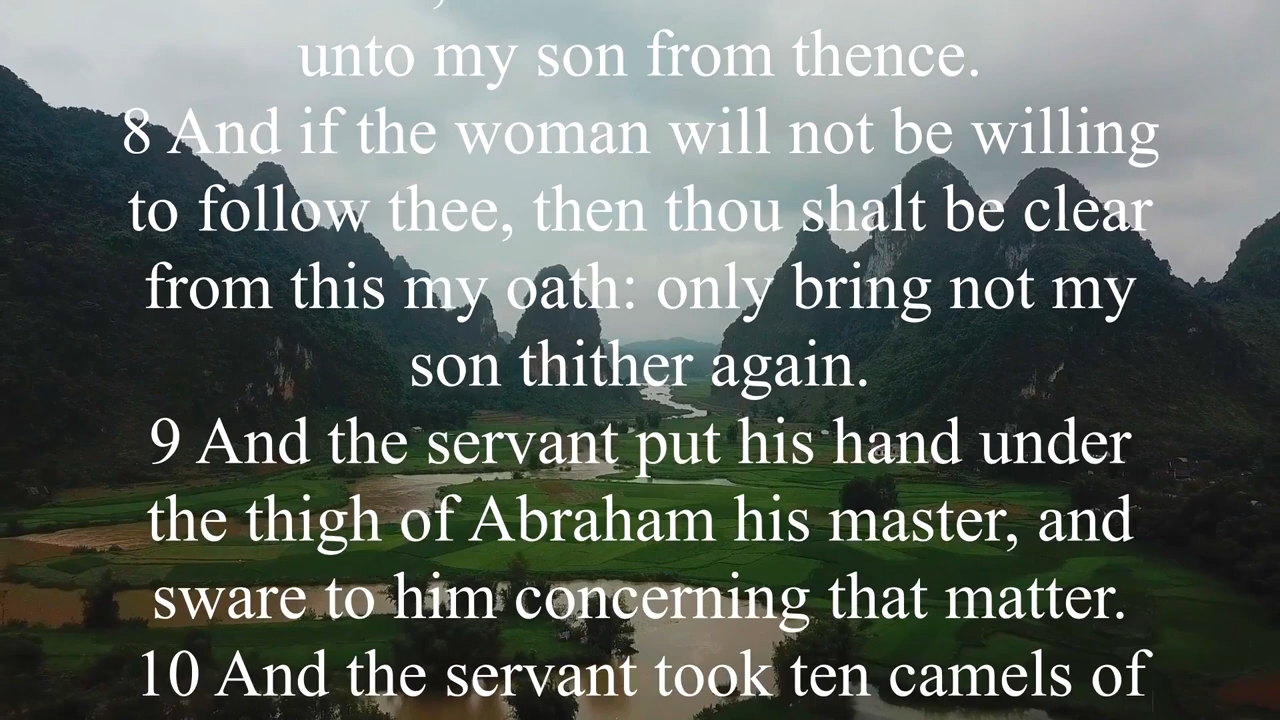 unto my son from thence.
8 And if the woman will not be willing
to follow thee, then thou shalt be clear
from this my oath: only bring not my
son thither again.
9 And the servant put his hand under
the thigh of Abraham his master, and
sware to him concerning that matter.
10 And the servant took ten camels of